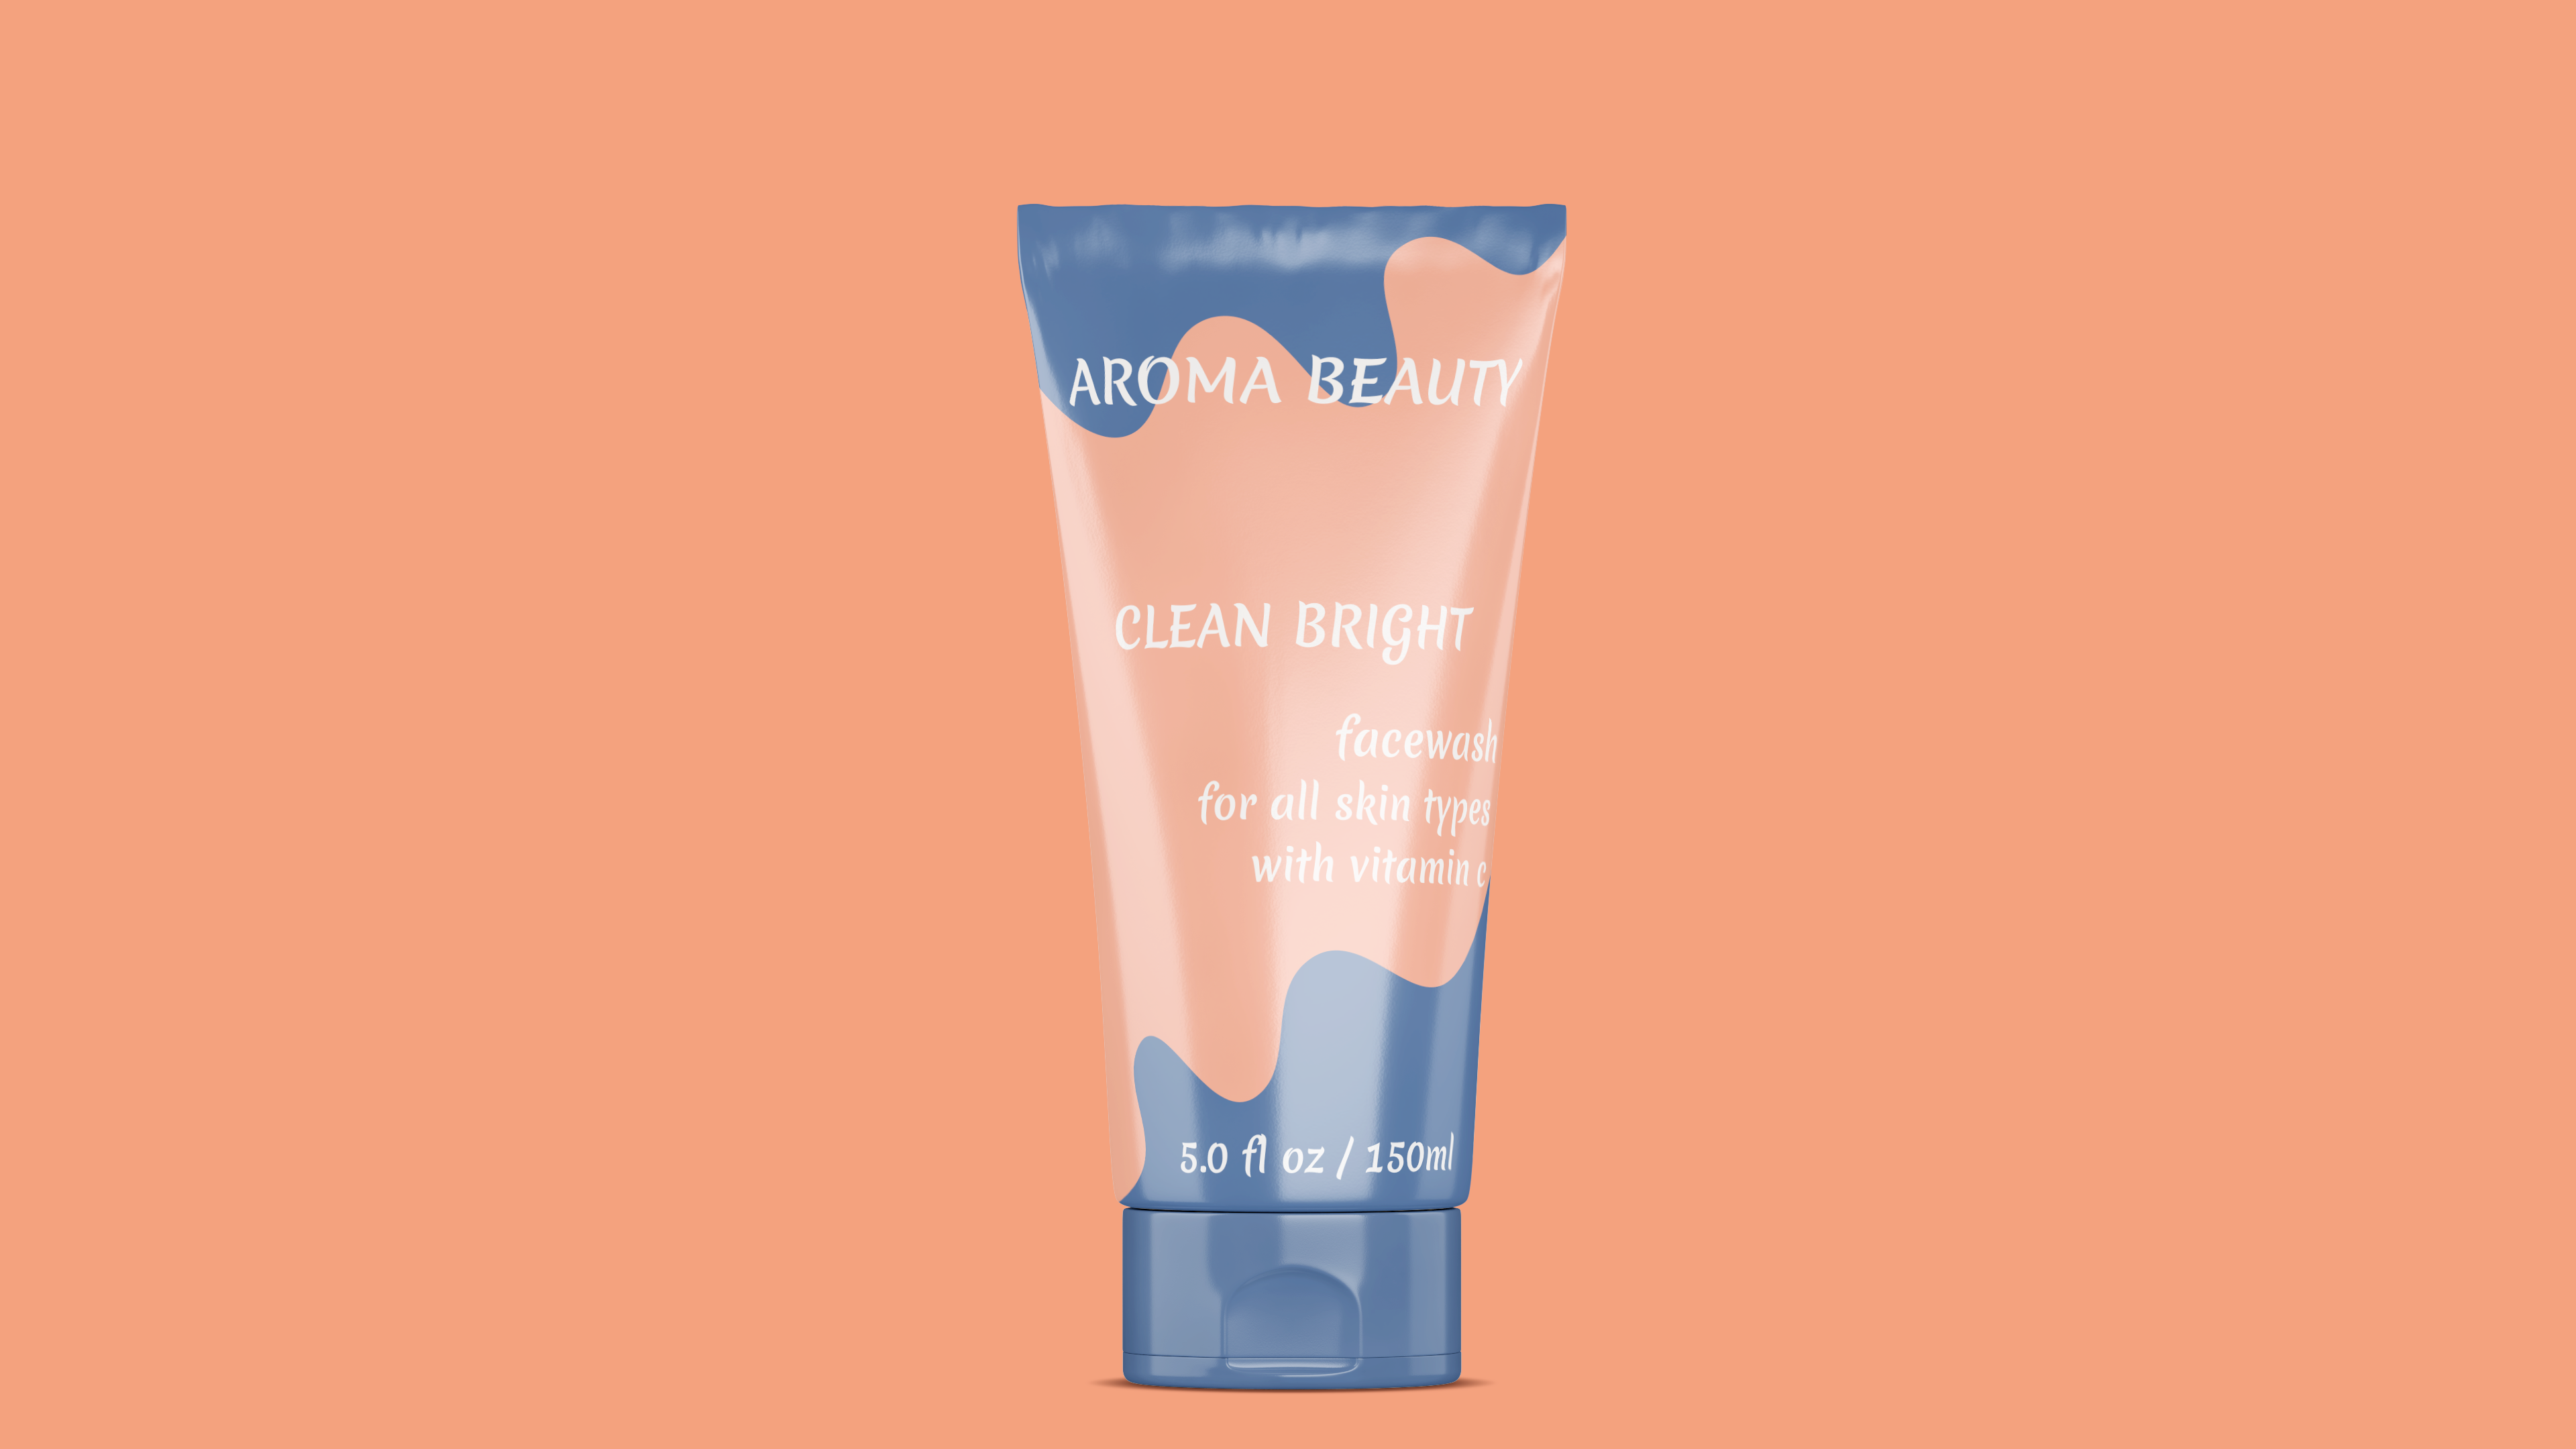 AROMA BEAUTY
CLEAN BRIGHT
facewash
for all skin types
with vitamin c
5.0 fl oz / 150ml